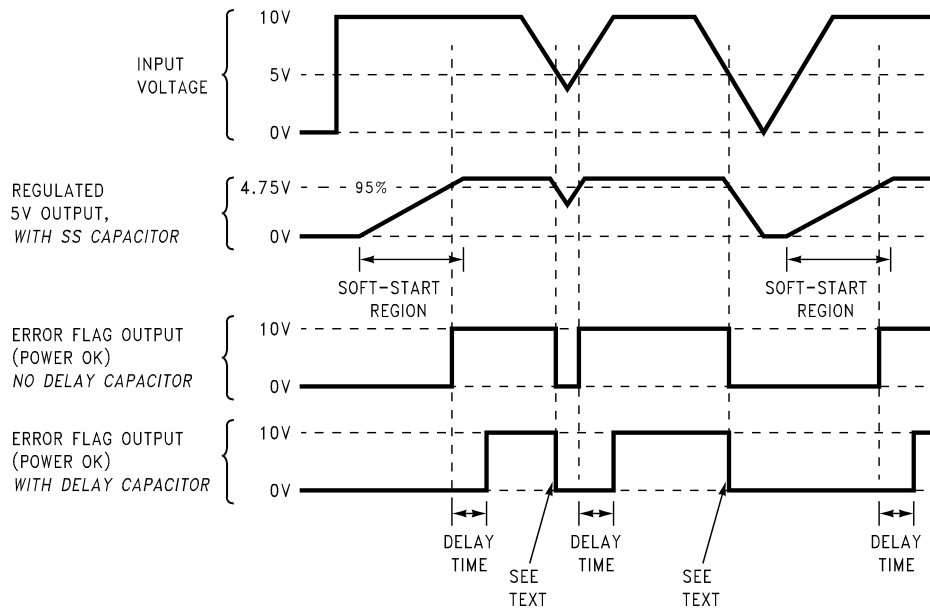 INPUT
VOLTAGE
10V
5V
0V
REGULATED
5V OUTPUT,
WITH SS CAPACITOR
4.75V
95%
0V
SOFT–START
REGION
SOFT–START
REGION
ERROR FLAG OUTPUT
(POWER OK)
NO DELAY CAPACITOR
10V
0V
ERROR FLAG OUTPUT
(POWER OK)
WITH DELAY CAPACITOR
10V
0V
DELAY
TIME
SEE
TEXT
DELAY
TIME
SEE
TEXT
DELAY
TIME